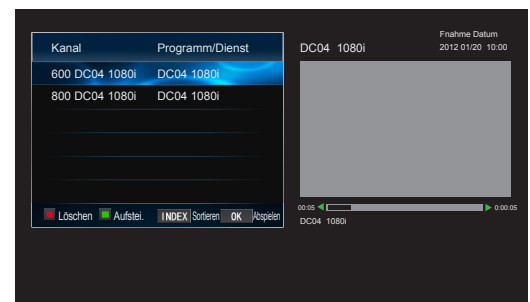 Kanal Programm/Dienst
600 DC04 1080i DC04 1080i
800 DC04 1080i DC04 1080i
Löschen Aufstei. INDEX Sortieren OK Abspielen
DC04 1080i
Fnahme Datum
2012 01/20 10:00
00:05 0:00:05
DC04 1080i